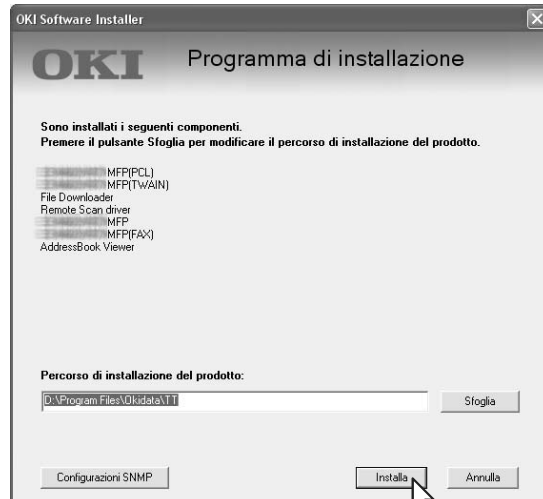 OKI Software Installer
OKI
Programma di installazione
Sono installati i seguenti componenti.
Premere il pulsante Sfoglia per modificare il percorso di installazione del prodotto.
MFP(PCL)
MFP(TWAIN)
File Downloader
Remote Scan driver
MFP
MFP(FAX)
AddressBook Viewer
Percorso di installazione del prodotto:
D:\Program Files\Okidata\TT
Sfoglia
Configurazioni SNMP
Installa
Annulla